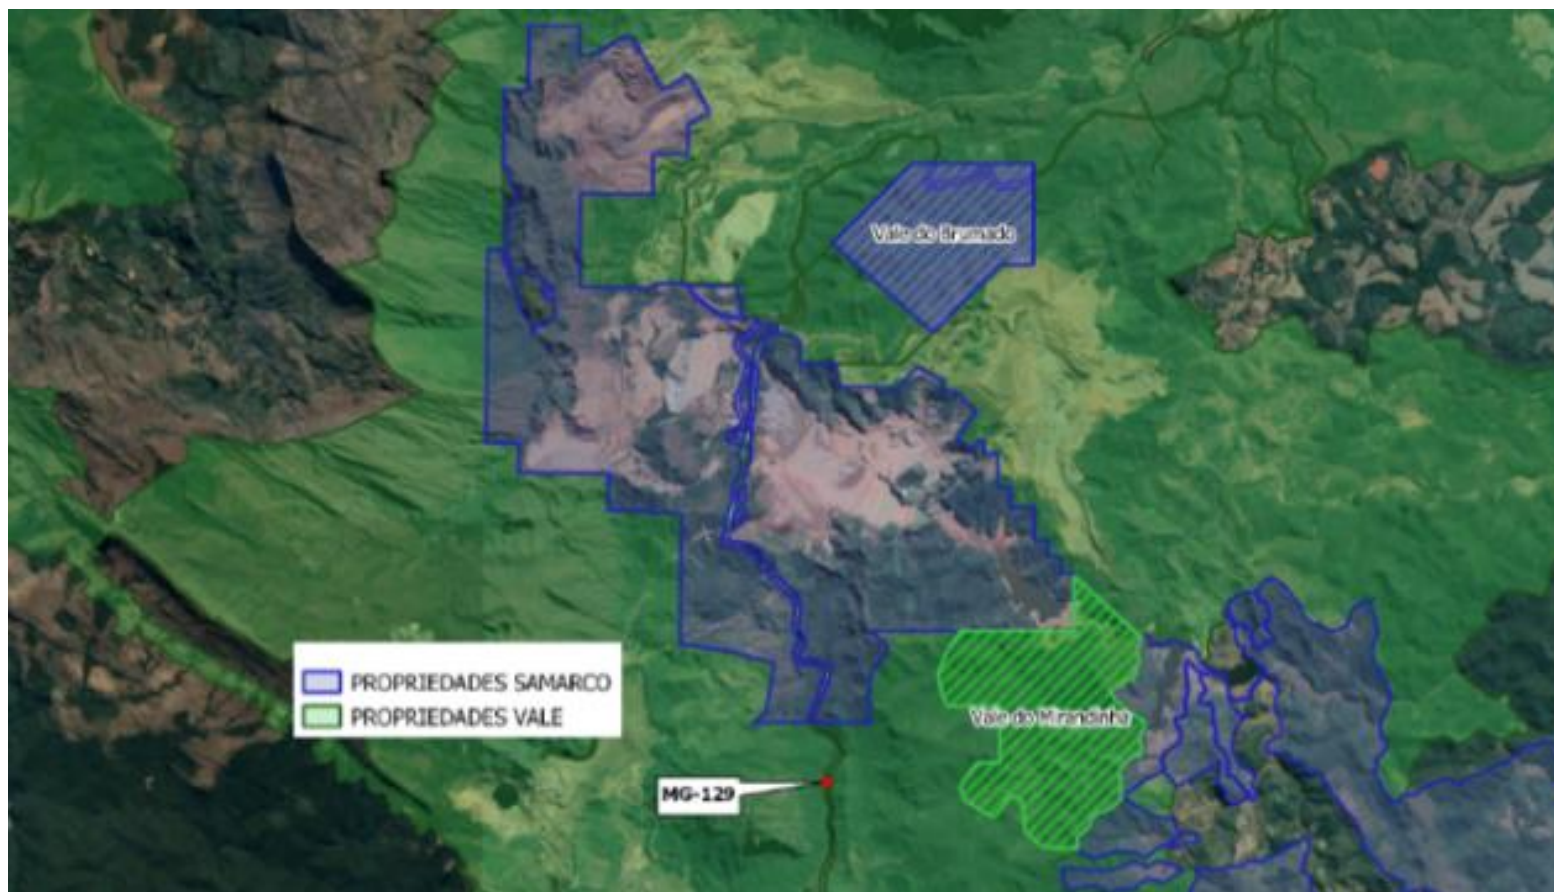 Vale do Brumado
PROPRIEDADES SAMARCO
PROPRIEDADES VALE
Vale do Mirandinha
MG-129